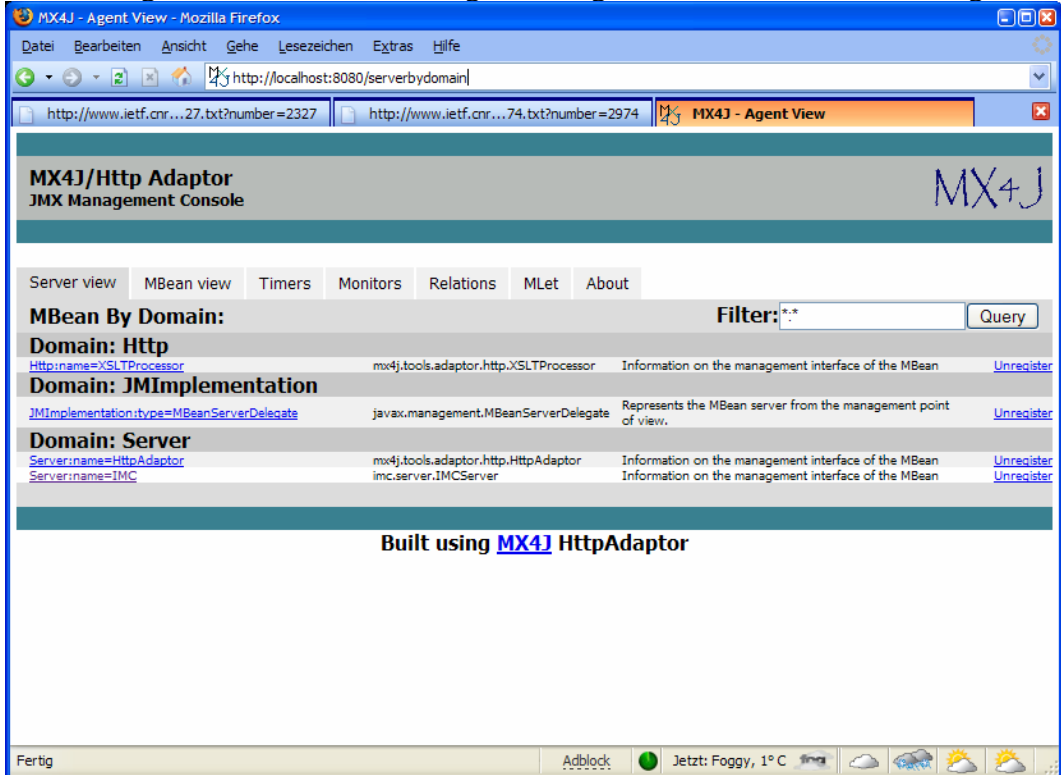 MX4J - Agent View - Mozilla Firefox
Datei Bearbeiten Ansicht Gehe Lesezeichen Extras Hilfe
http://localhost:8080/serverbydomain
http://www.ietf.cnr...27.txt?number=2327 http://www.ietf.cnr...74.txt?number=2974 MX4J - Agent View
MX4J/Http Adaptor
JMX Management Console
MX4J
Server view MBean view Timers Monitors Relations MLet About
MBean By Domain: Filter: *:* Query
Domain: Http
Http:name=XSLTProcessor mx4j.tools.adaptor.http.XSLTProcessor Information on the management interface of the MBean Unregister
Domain: JMImplementation
JMImplementation:type=MBeanServerDelegate javax.management.MBeanServerDelegate Represents the MBean server from the management point of view. Unregister
Domain: Server
Server:name=HttpAdaptor mx4j.tools.adaptor.http.HttpAdaptor Information on the management interface of the MBean Unregister
Server:name=IMC imc.server.IMCServer Information on the management interface of the MBean Unregister
Built using MX4J HttpAdaptor
Fertig Adblock Jetzt: Foggy, 1° C